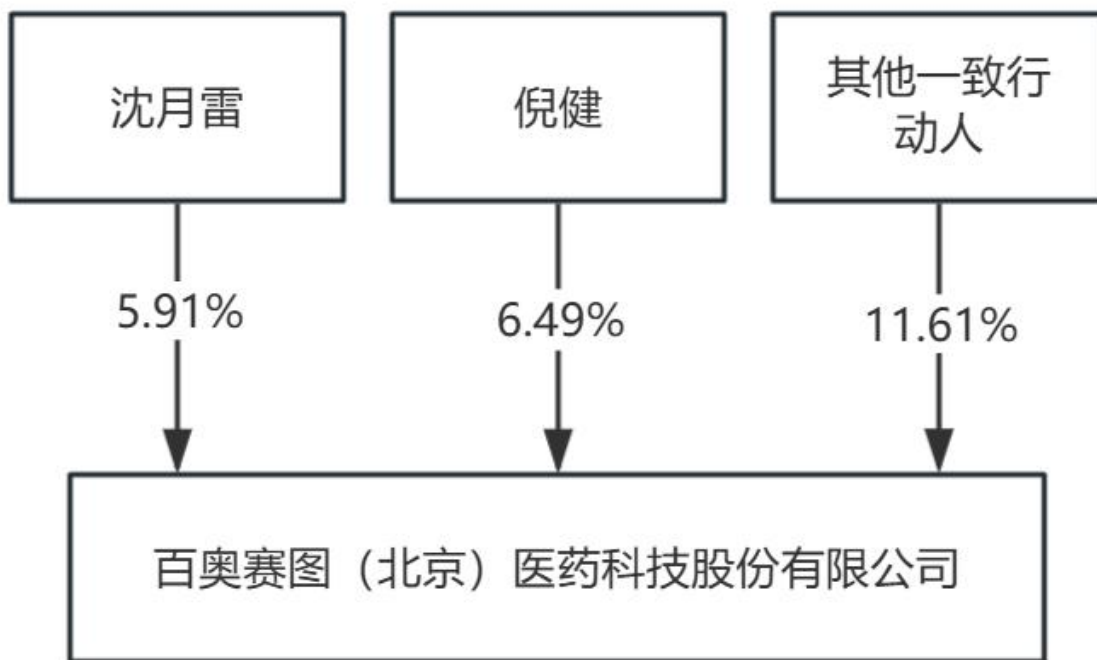 沈月雷
倪健
其他一致行
动人
5.91%
6.49%
11.61%
百奥赛图（北京）医药科技股份有限公司